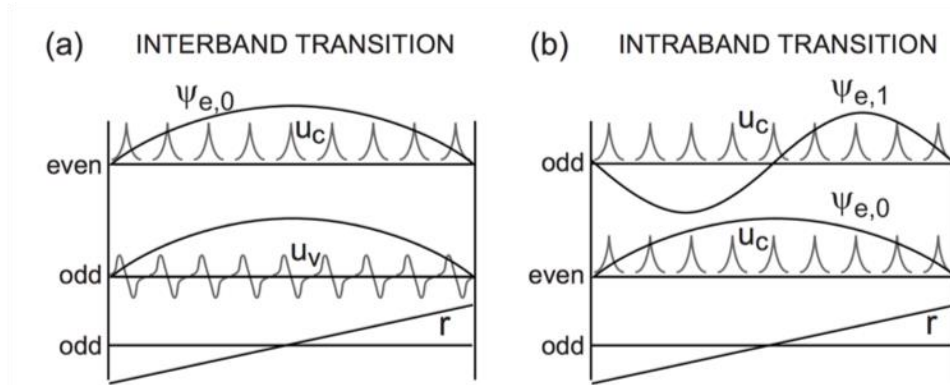 (a) INTERBAND TRANSITION
ψe,0
uc
even
uv
odd
r
odd
(b) INTRABAND TRANSITION
ψe,1
uc
odd
ψe,0
uc
even
r
odd